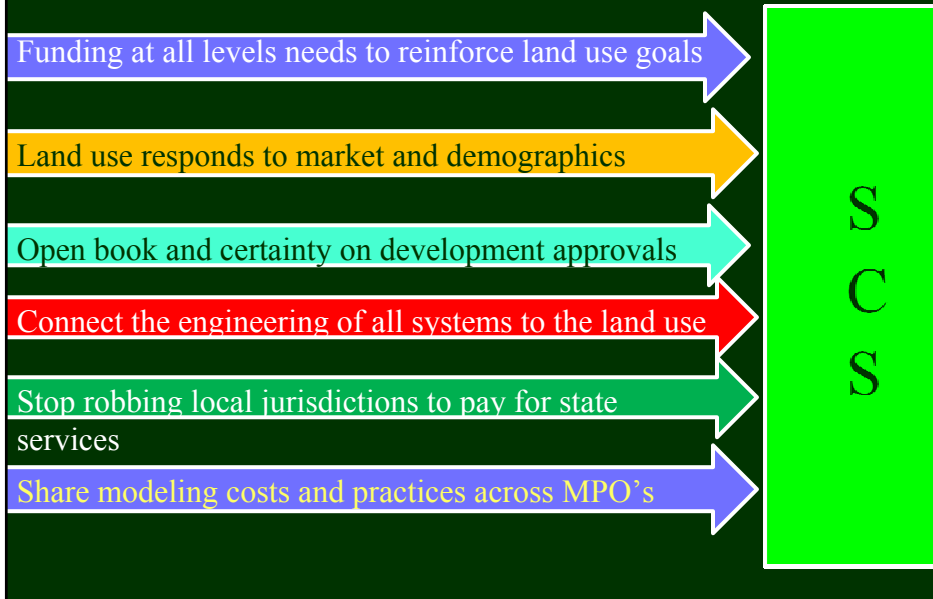 Funding at all levels needs to reinforce land use goals
Land use responds to market and demographics
Open book and certainty on development approvals
Connect the engineering of all systems to the land use
Stop robbing local jurisdictions to pay for state
services
Share modeling costs and practices across MPO’s
S
C
S